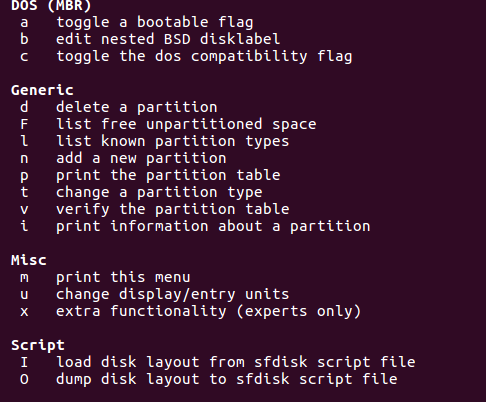 DOS (MBR)
a toggle a bootable flag
b edit nested BSD disklabel
c toggle the dos compatibility flag
Generic
d delete a partition
F list free unpartitioned space
l list known partition types
n add a new partition
p print the partition table
t change a partition type
v verify the partition table
i print information about a partition
Misc
m print this menu
u change display/entry units
x extra functionality (experts only)
Script
I load disk layout from sfdisk script file
O dump disk layout to sfdisk script file